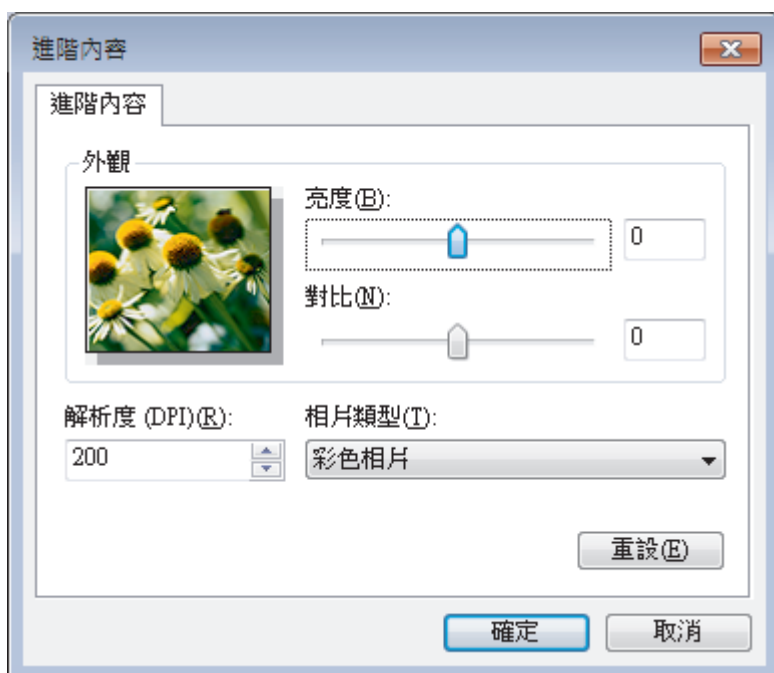 進階內容
進階內容
外觀
亮度(B):
0
對比(N):
0
解析度 (DPI)(R):
相片類型(T):
200
彩色相片
重設(E)
確定
取消